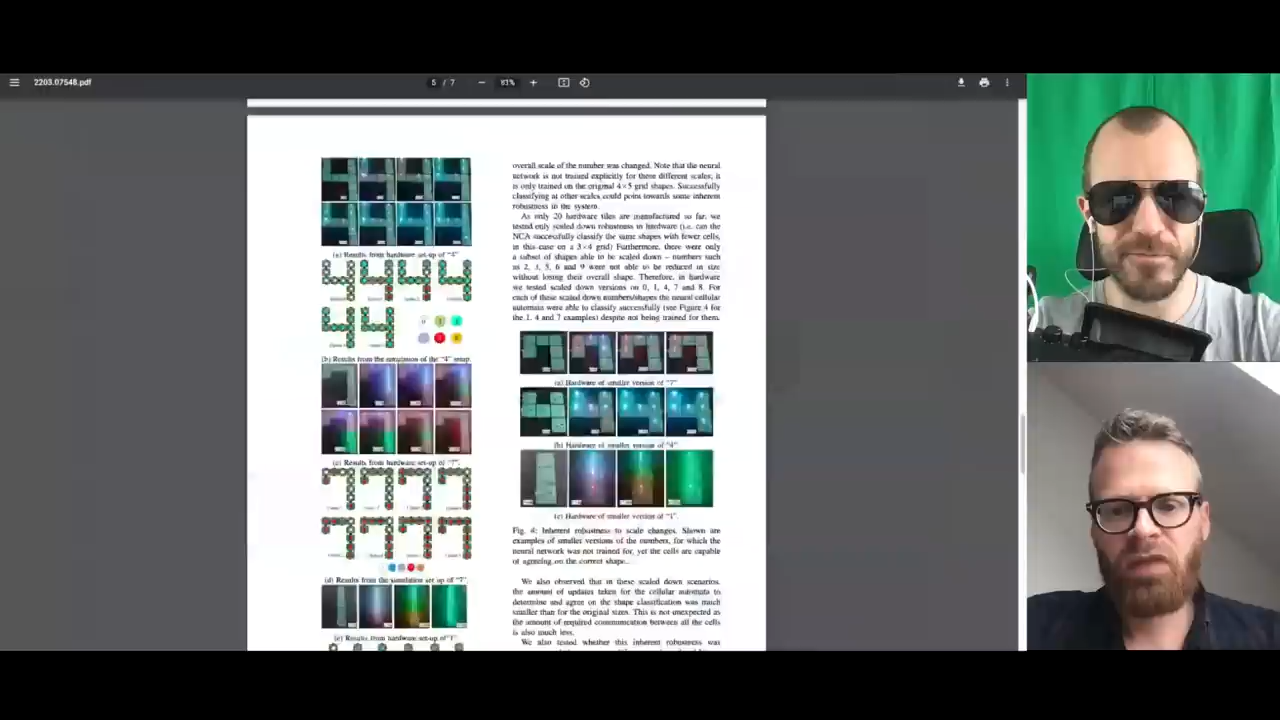 2203.07548.pdf
5 / 7
83%
(a) Results from hardware set-up of "4"
(b) Results from the simulation of the "4" setup.
(c) Results from hardware set-up of "7".
(d) Results from the simulation set up of "7".
(e) Results from hardware set-up of "1"
overall scale of the number was changed. Note that the neural
network is not trained explicitly for these different scales, it
is only trained on the original 4×5 grid shapes. Successfully
classifying at other scales could point towards some inherent
robustness in the system.
As only 20 hardware tiles are manufactured so far, we
tested only scaled down robustness in hardware (i.e. can the
NCA successfully classify the same shapes with fewer cells,
in this case on a 3×4 grid) Furthermore, there were only
a subset of shapes able to be scaled down – numbers such
as 2, 3, 5, 6 and 9 were not able to be reduced in size
without losing their overall shape. Therefore, in hardware
we tested scaled down versions on 0, 1, 4, 7 and 8. For
each of these scaled down numbers/shapes the neural cellular
automata were able to classify successfully (see Figure 4 for
the 1, 4 and 7 examples) despite not being trained for them.
(a) Hardware of smaller version of "7"
(b) Hardware of smaller version of "4"
(c) Hardware of smaller version of "1".
Fig. 4: Inherent robustness to scale changes. Shown are
examples of smaller versions of the numbers, for which the
neural network was not trained for, yet the cells are capable
of agreeing on the correct shape..
We also observed that in these scaled down scenarios,
the amount of updates taken for the cellular automata to
determine and agree on the shape classification was much
smaller than for the original sizes. This is not unexpected as
the amount of required communication between all the cells
is also much less.
We also tested whether this inherent robustness was